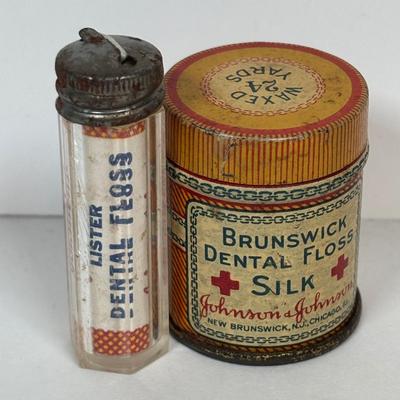 LISTER
DENTAL FLOSS
WAXED
24
YARDS
BRUNSWICK
DENTAL FLOSS
SILK
Johnson & Johnson
NEW BRUNSWICK, N.J., CHICAGO,